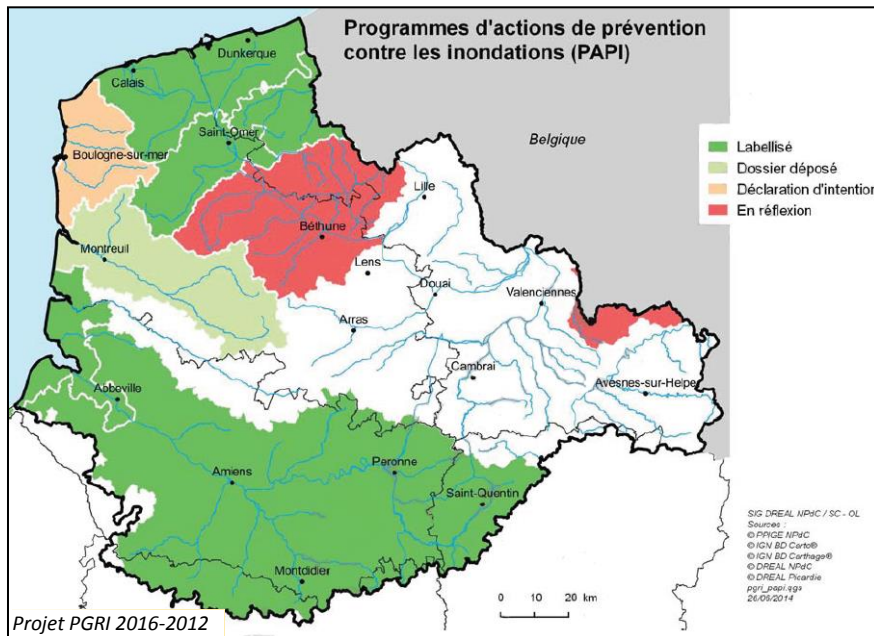 Programmes d'actions de prévention
contre les inondations (PAPI)
Dunkerque
Calais
Saint-Omer
Belgique
Boulogne-sur-mer
Labellisé
Dossier déposé
Déclaration d'intention
En réflexion
Lille
Béthune
Montreuil
Lens
Douai
Valenciennes
Arras
Cambrai
Abbeville
Avesnes-sur-Helpe
Amiens
Peronne
Saint-Quentin
Montdidier
0 10 20 km
SIG DREAL NPdC / SC - OL
Sources :
© PPIGE NPdC
© IGN BD Carto®
© IGN BD Carthage®
© DREAL NPdC
© DREAL Picardie
pgri_papi.qgs
26/06/2014
Projet PGRI 2016-2012